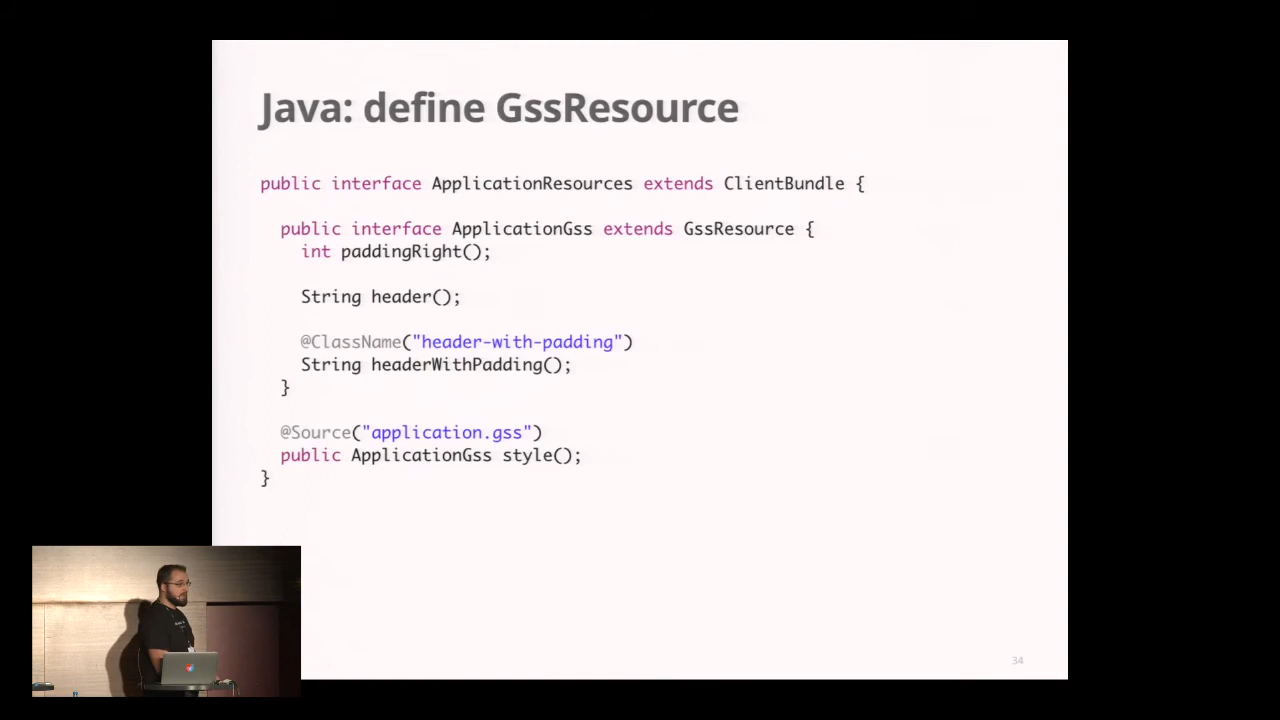 Java: define GssResource
public interface ApplicationResources extends ClientBundle {
public interface ApplicationGss extends GssResource {
int paddingRight();
String header();
@ClassName("header-with-padding")
String headerWithPadding();
}
@Source("application.gss")
public ApplicationGss style();
}
34